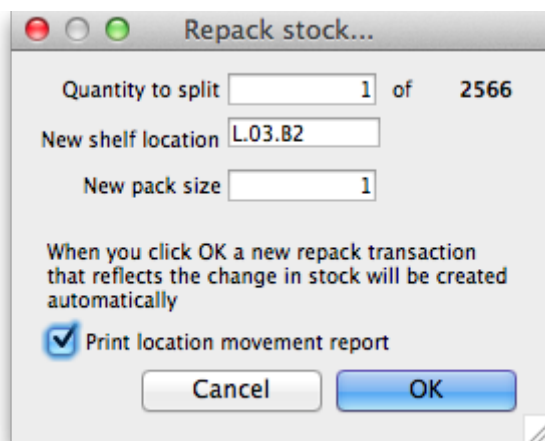 Repack stock...
Quantity to split 1 of 2566
New shelf location L.03.B2
New pack size 1
When you click OK a new repack transaction
that reflects the change in stock will be created
automatically
Print location movement report
Cancel OK